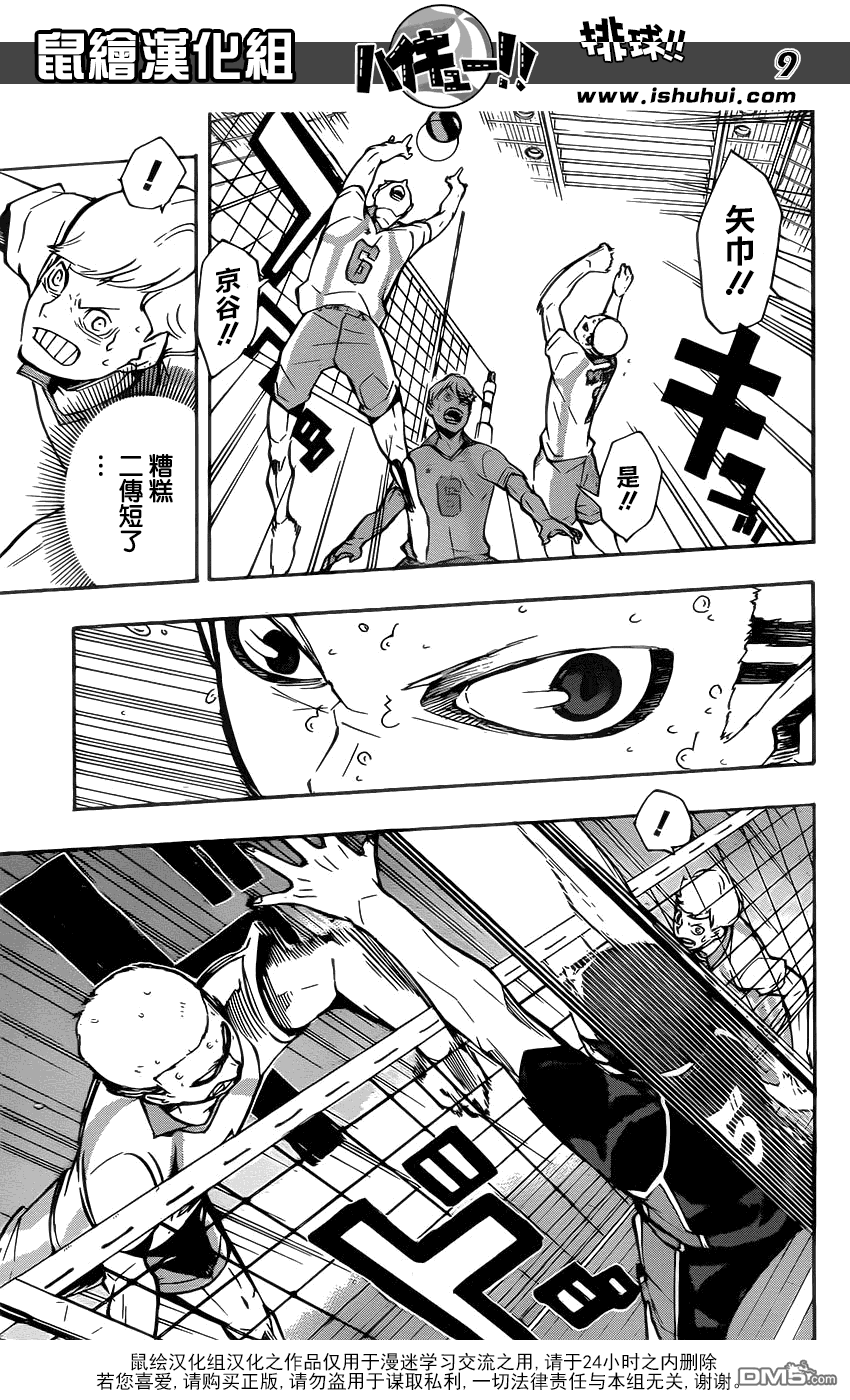 鼠繪漢化組
ハイキュー!!
排球!!
9
www.ishuhui.com
矢巾!!
是!!
京谷!!
6
6
キュッ
!
糟糕
二傳短了
…
!
5
鼠绘汉化组汉化之作品仅用于漫迷学习交流之用,请于24小时之内删除
若您喜爱,请购买正版,请勿盗用于谋取私利,一切法律责任与本组无关,谢谢.
DM5.com